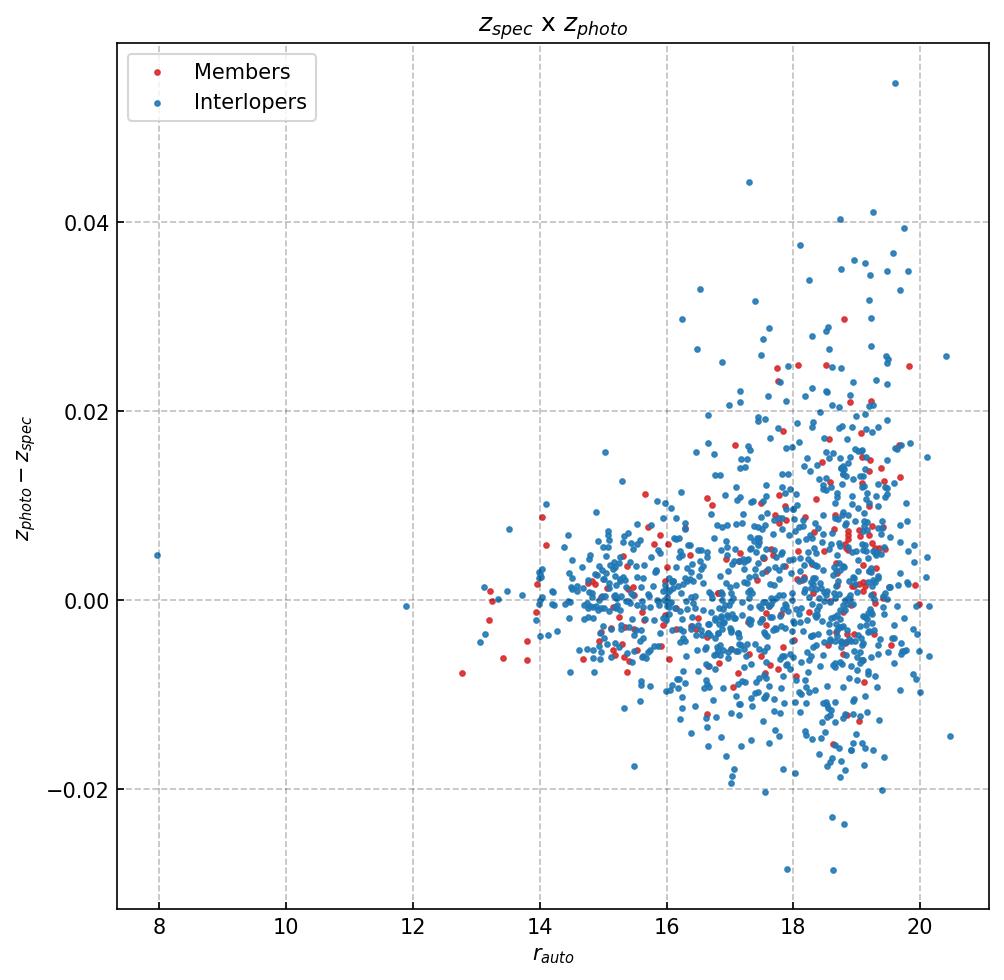 z_spec x z_photo
Members
Interlopers
0.04
0.02
0.00
−0.02
z_photo − z_spec
8 10 12 14 16 18 20
r_auto